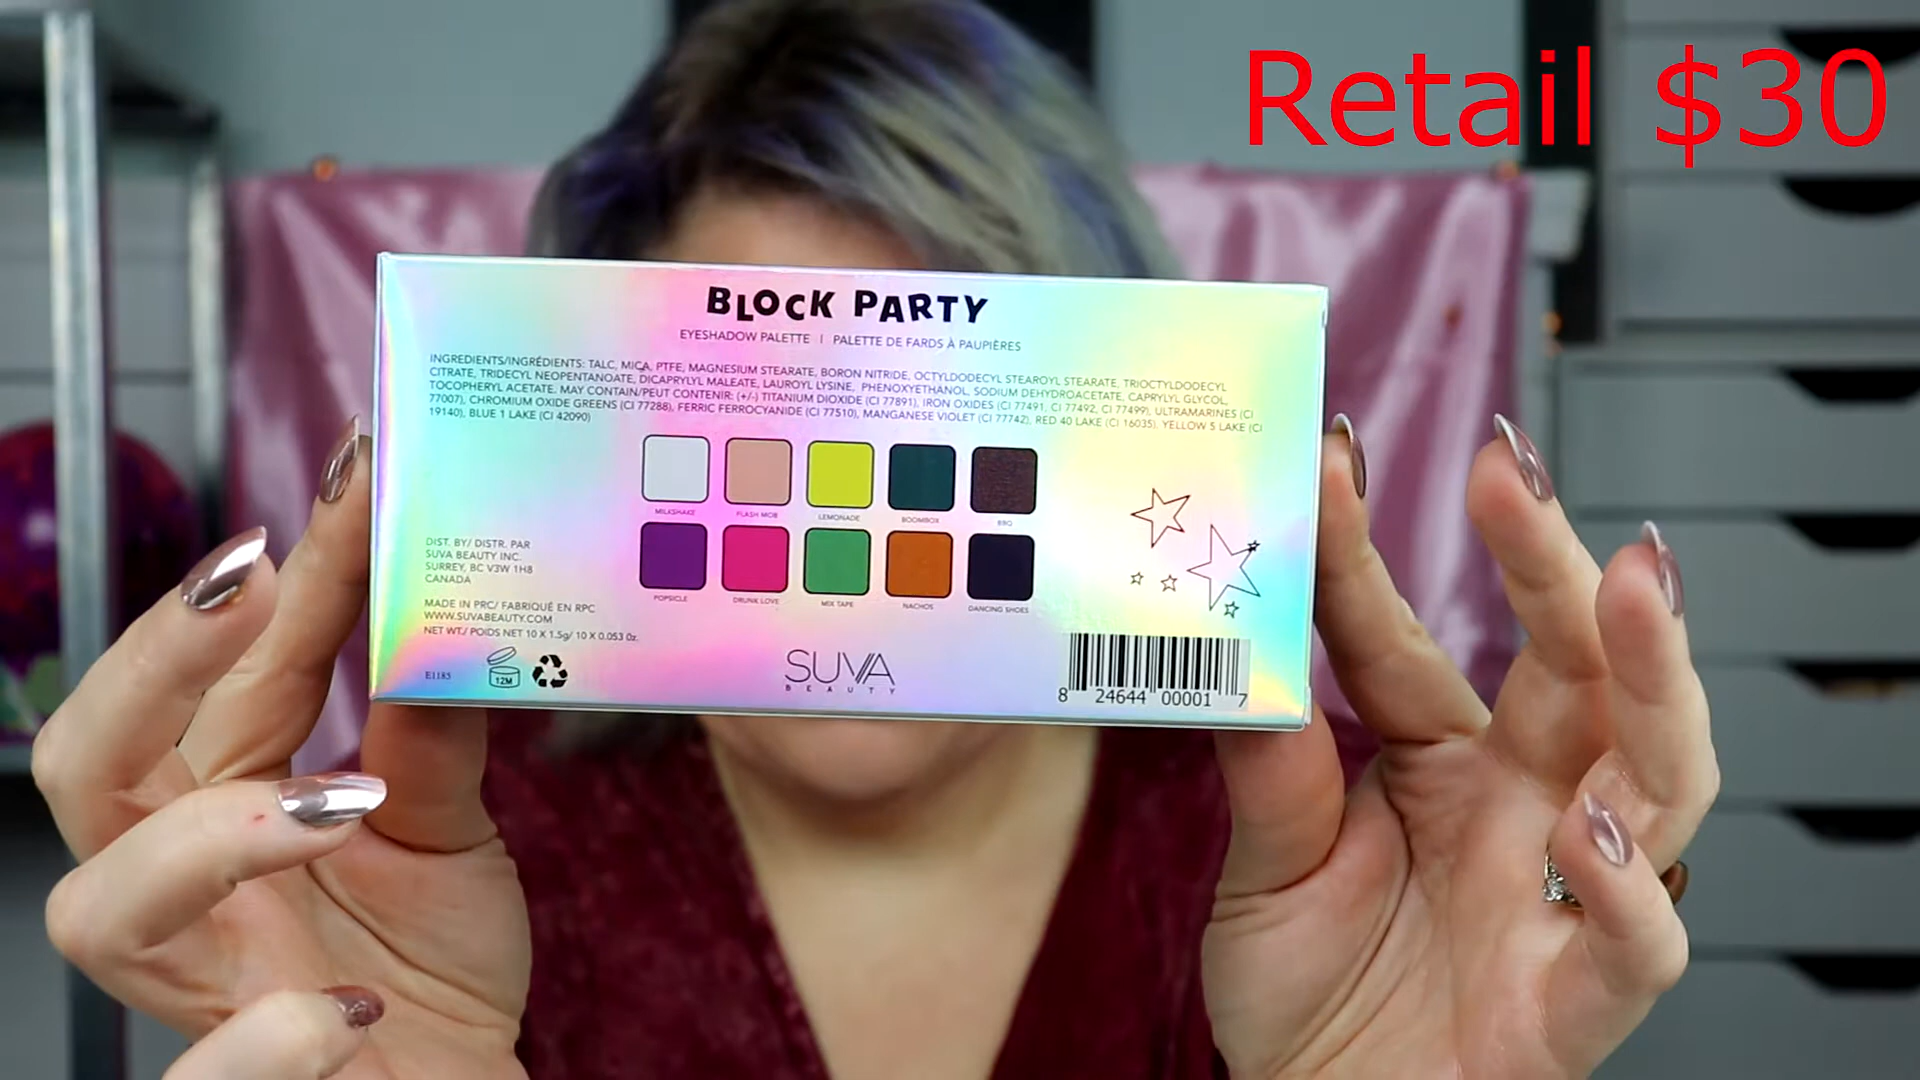 Retail $30
BLOCK PARTY
EYESHADOW PALETTE | PALETTE DE FARDS À PAUPIÈRES
INGREDIENTS/INGRÉDIENTS: TALC, MICA, PTFE, MAGNESIUM STEARATE, BORON NITRIDE, OCTYLDODECYL STEAROYL STEARATE, TRIOCTYLDODECYL
CITRATE, TRIDECYL NEOPENTANOATE, DICAPRYLYL MALEATE, LAUROYL LYSINE, PHENOXYETHANOL, SODIUM DEHYDROACETATE, CAPRYLYL GLYCOL,
TOCOPHERYL ACETATE. MAY CONTAIN/PEUT CONTENIR: (+/-) TITANIUM DIOXIDE (CI 77891), IRON OXIDES (CI 77491, CI 77492, CI 77499), ULTRAMARINES (CI
77007), CHROMIUM OXIDE GREENS (CI 77288), FERRIC FERROCYANIDE (CI 77510), MANGANESE VIOLET (CI 77742), RED 40 LAKE (CI 16035), YELLOW 5 LAKE (CI
19140), BLUE 1 LAKE (CI 42090)
MILKSHAKE FLASH MOB LEMONADE BOOMBOX BBQ
POPSICLE DRUNK LOVE MIX TAPE NACHOS DANCING SHOES
DIST. BY/ DISTR. PAR
SUVA BEAUTY INC.
SURREY, BC V3W 1H8
CANADA
MADE IN PRC/ FABRIQUÉ EN RPC
WWW.SUVABEAUTY.COM
NET WT./ POIDS NET 10 X 1.5g/ 10 X 0.053 Oz.
E1185
12M
SUVA
BEAUTY
8 24644 00001 7